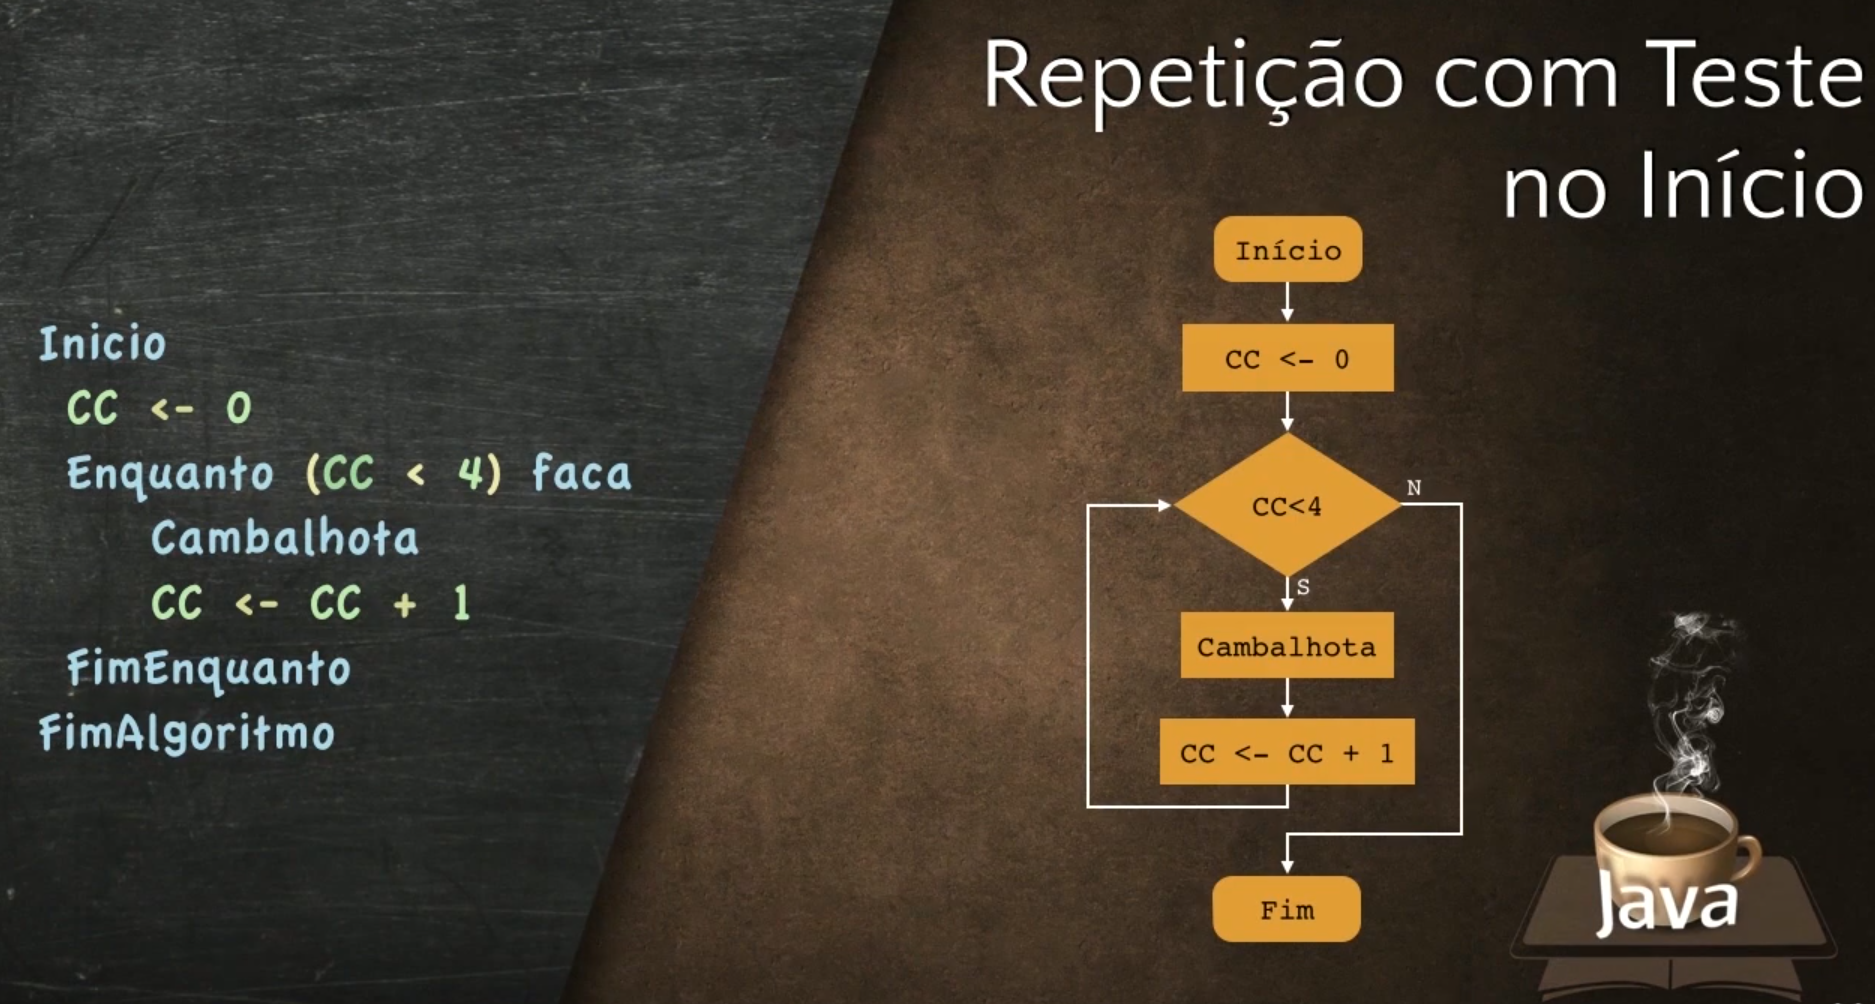 Repetição com Teste
no Início
Inicio
CC <- 0
Enquanto (CC < 4) faca
Cambalhota
CC <- CC + 1
FimEnquanto
FimAlgoritmo
Início
CC <- 0
CC<4
N
S
Cambalhota
CC <- CC + 1
Fim
Java